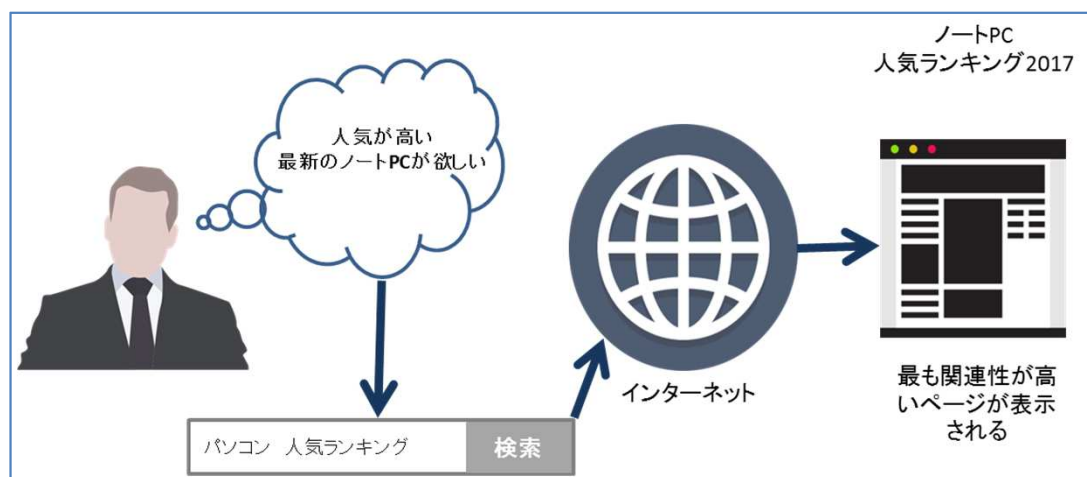 ノートPC
人気ランキング2017
人気が高い
最新のノートPCが欲しい
インターネット
最も関連性が高
いページが表示
される
パソコン 人気ランキング
検索